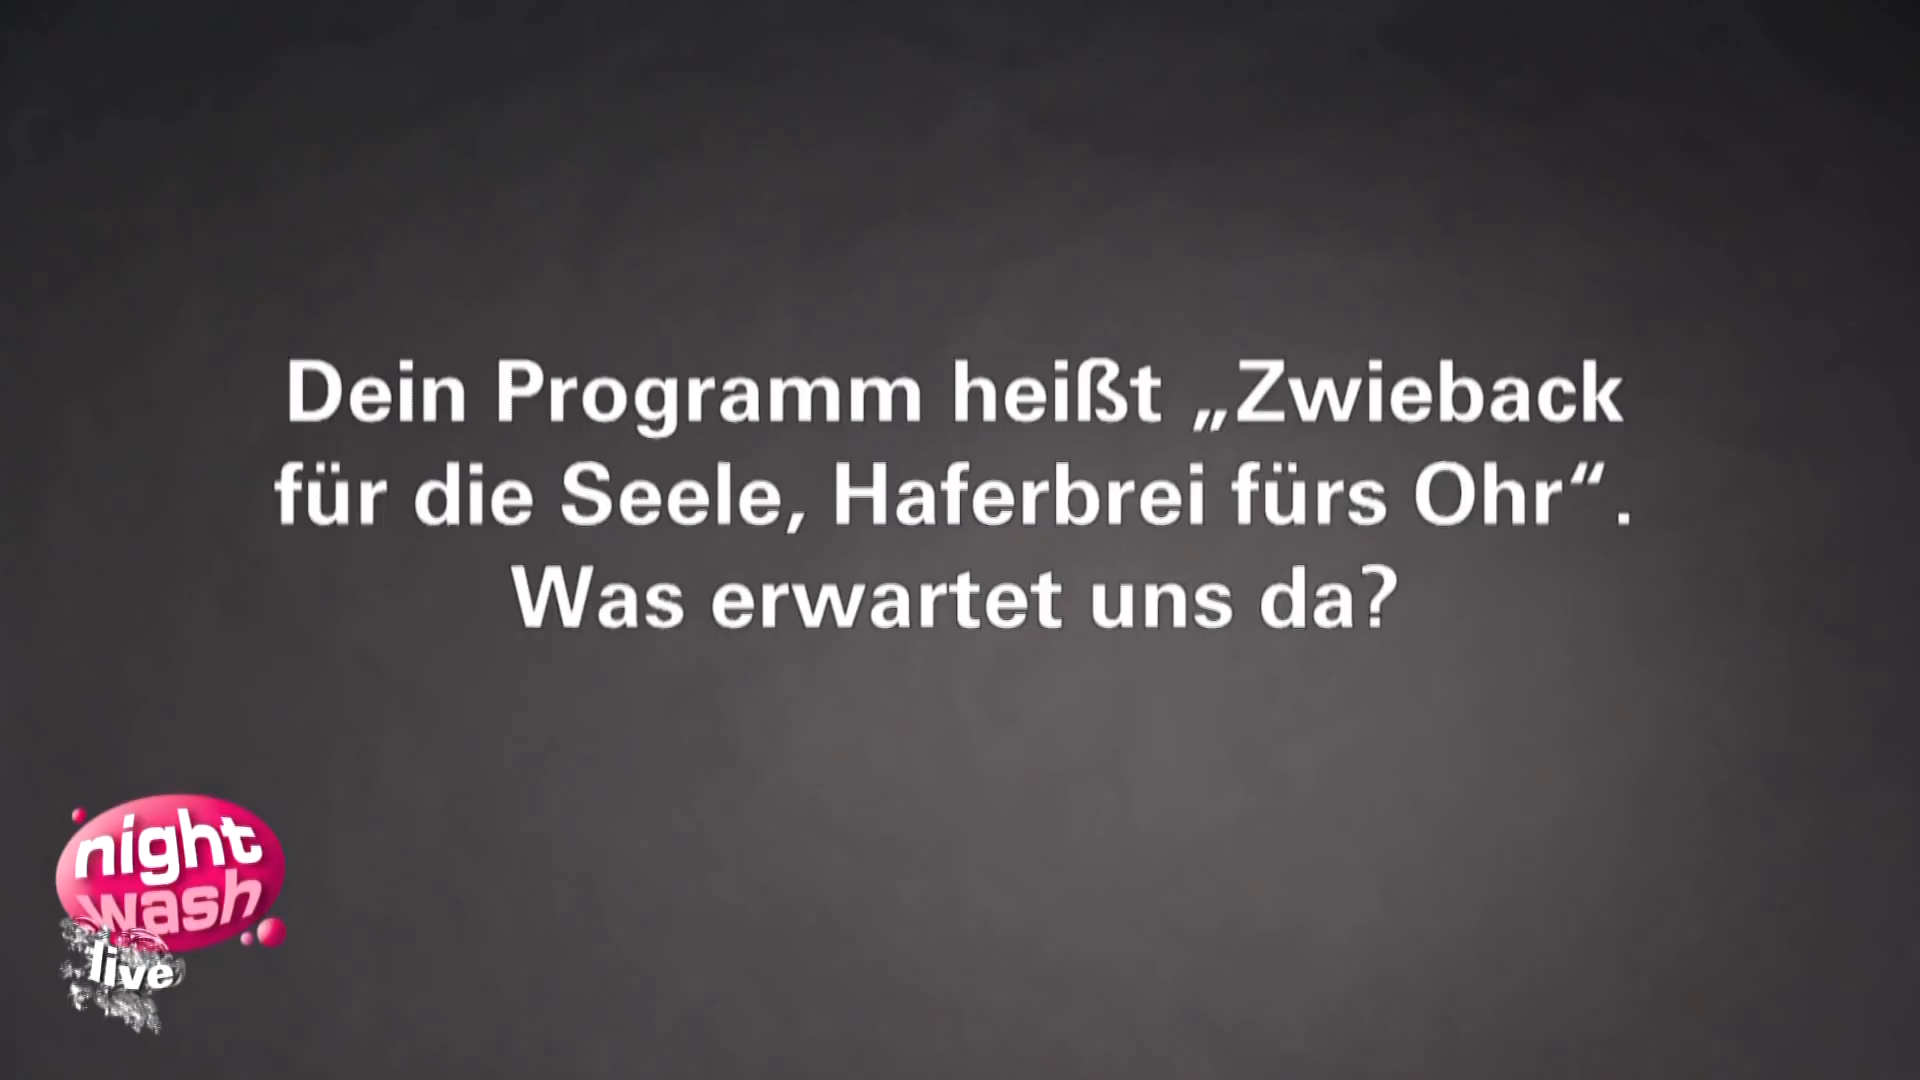 Dein Programm heißt „Zwieback
für die Seele, Haferbrei fürs Ohr“.
Was erwartet uns da?
night
wash
live